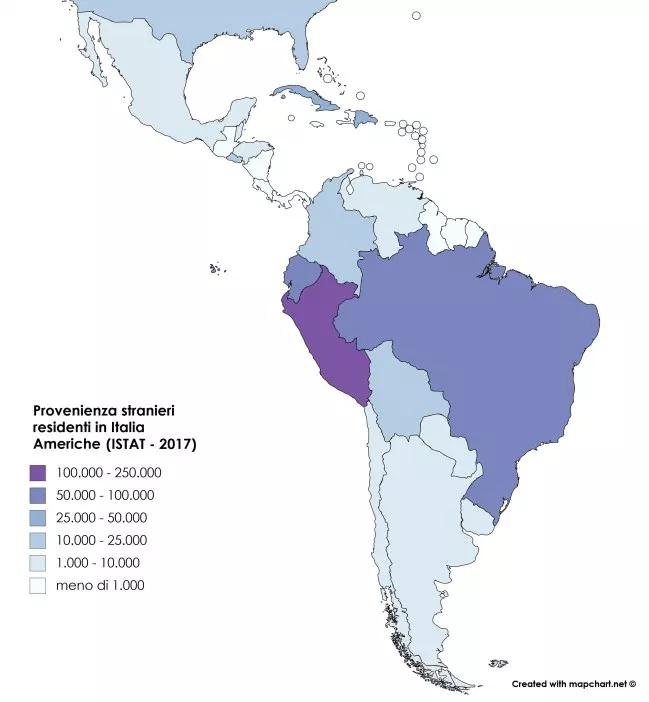 Provenienza stranieri
residenti in Italia
Americhe (ISTAT - 2017)
100.000 - 250.000
50.000 - 100.000
25.000 - 50.000
10.000 - 25.000
1.000 - 10.000
meno di 1.000
Created with mapchart.net ©